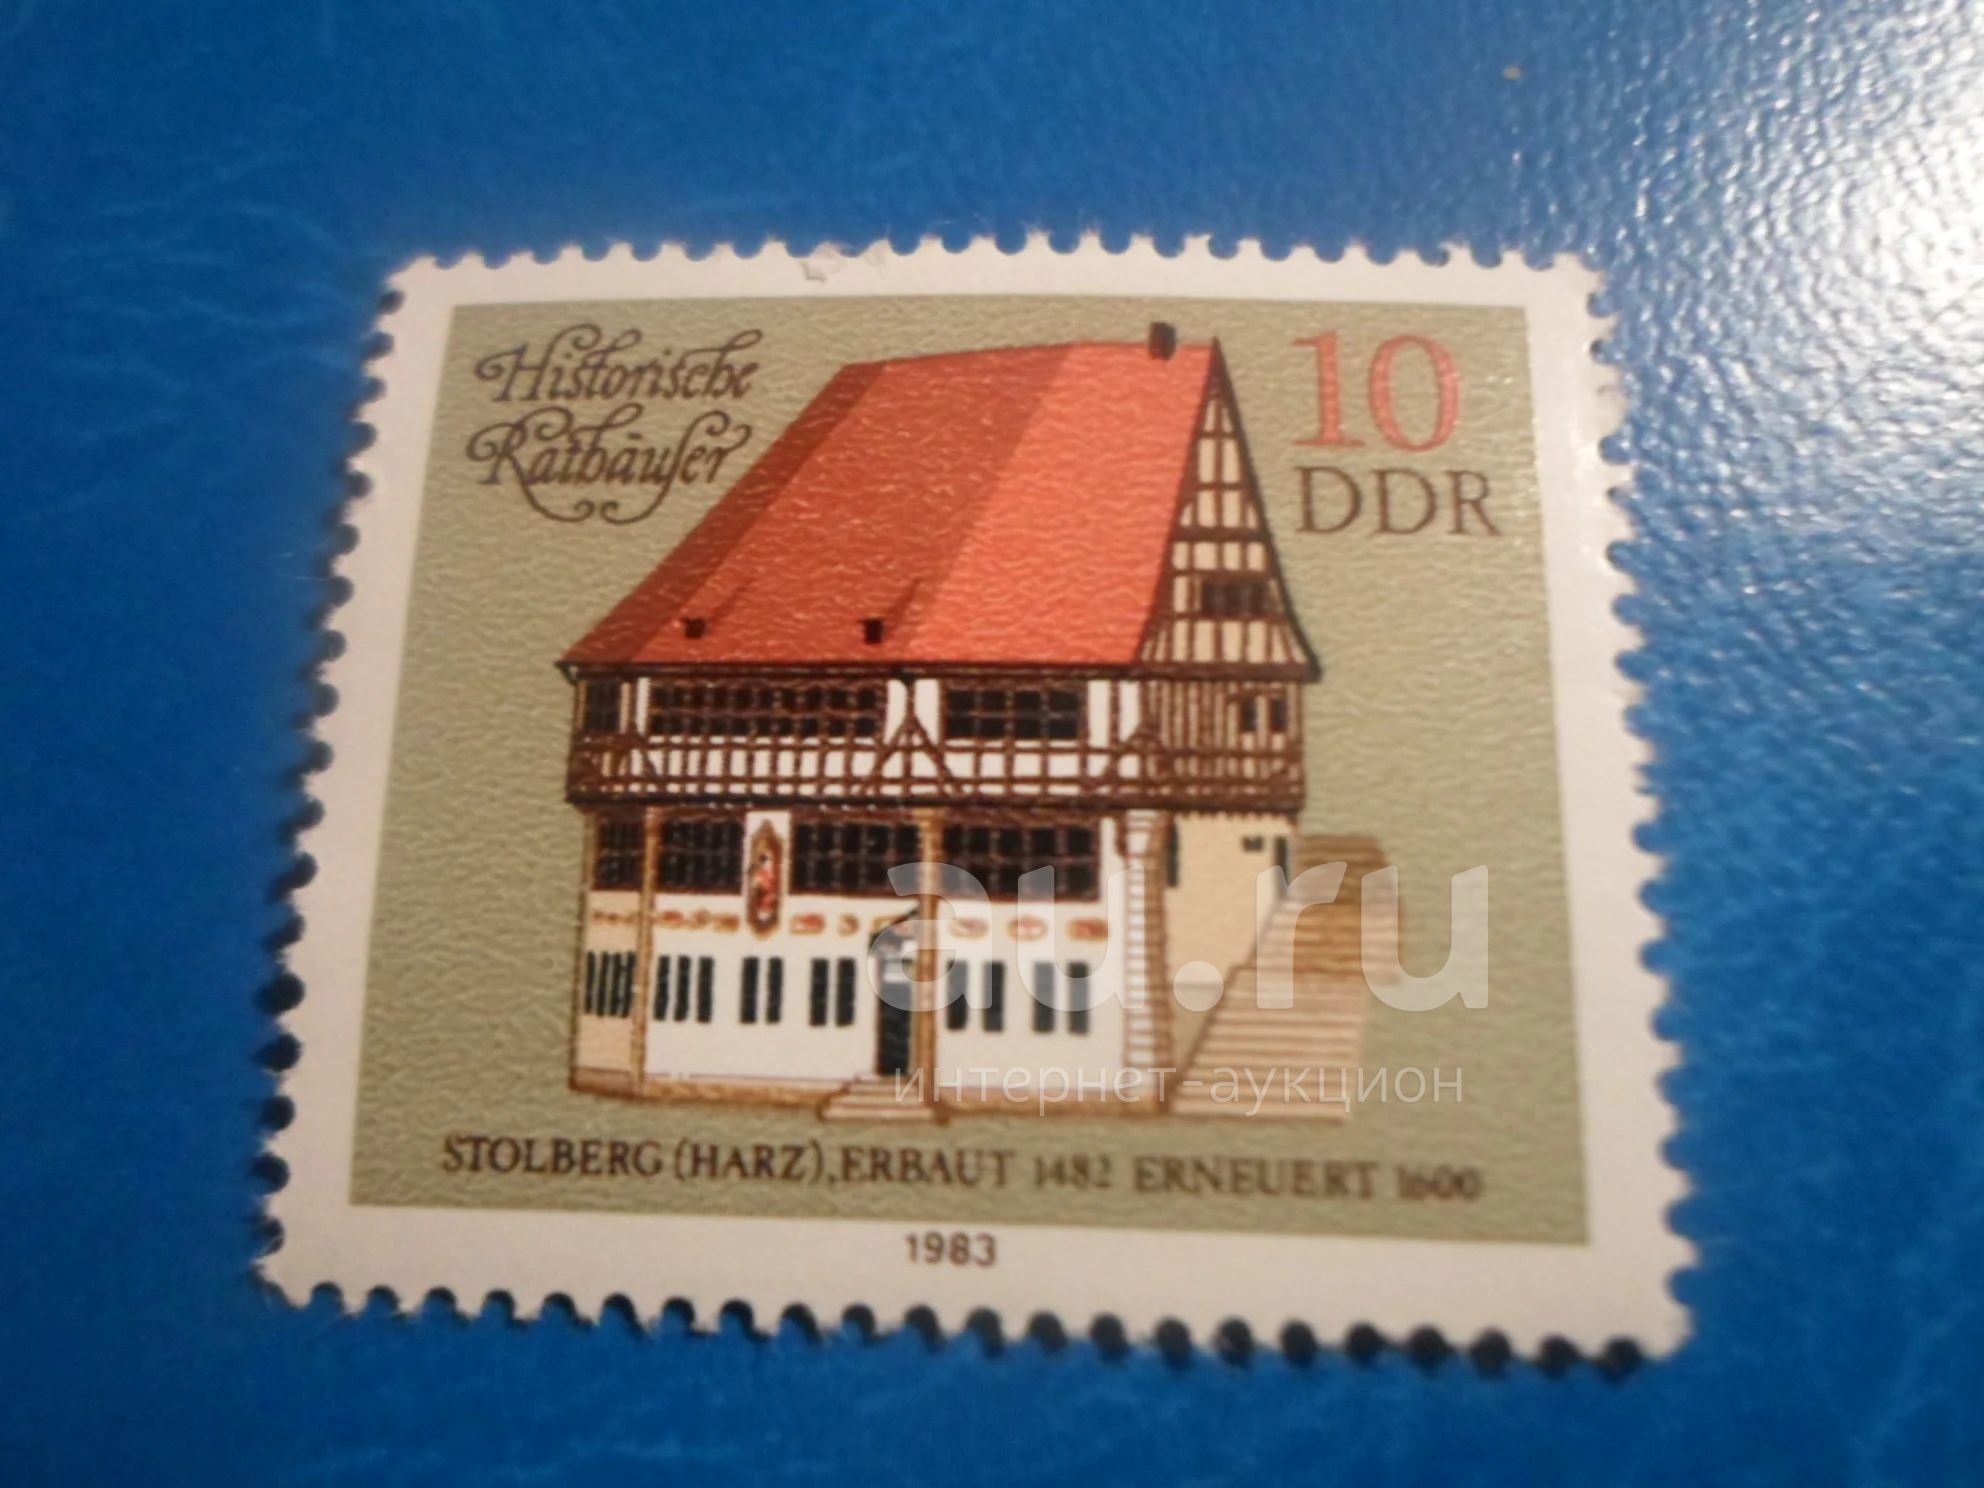 Historische
Rathäuser
10
DDR
au.ru
интернет-аукцион
STOLBERG (HARZ), ERBAUT 1482 ERNEUERT 1600
1983